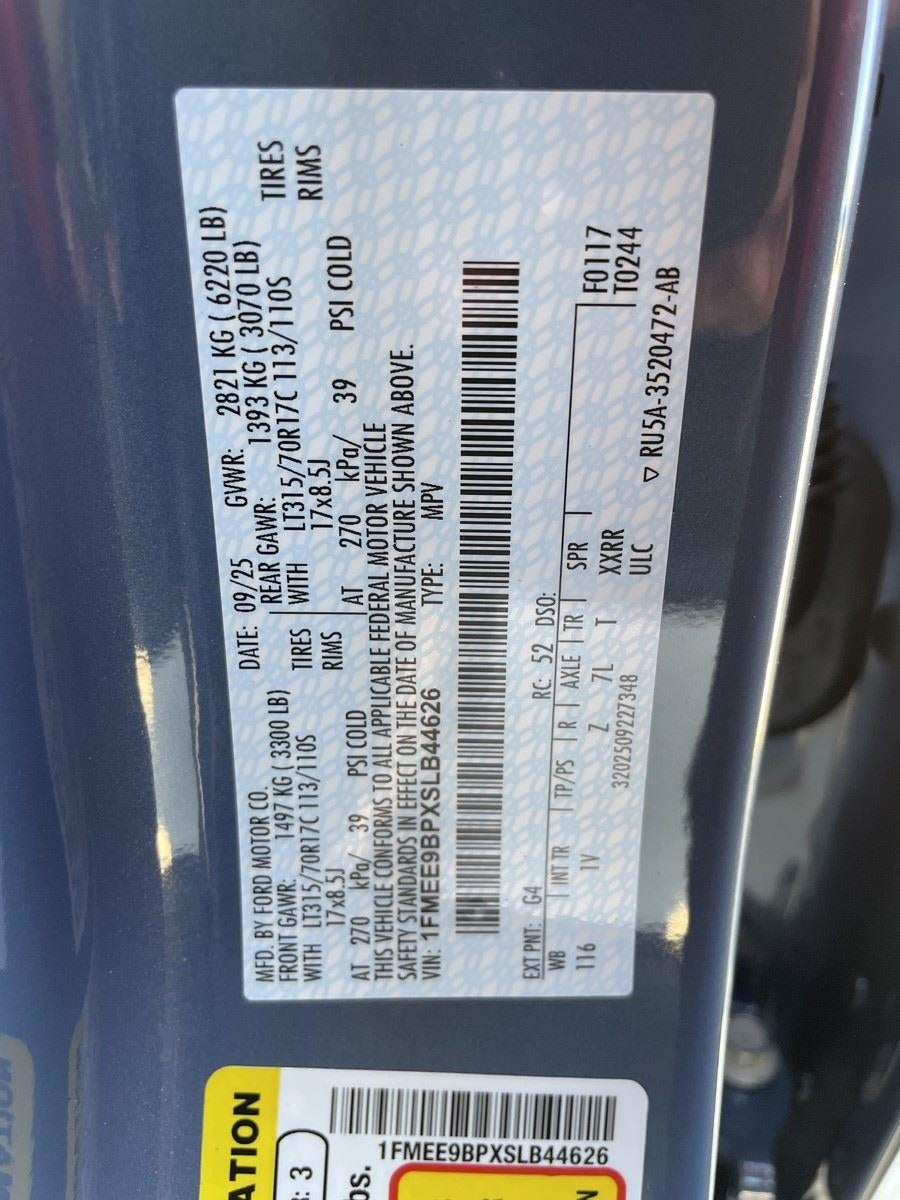 MFD. BY FORD MOTOR CO.
DATE: 09/25 GVWR: 2821 KG ( 6220 LB)
FRONT GAWR: 1497 KG ( 3300 LB) REAR GAWR: 1393 KG ( 3070 LB)
WITH LT315/70R17C 113/110S TIRES WITH LT315/70R17C 113/110S TIRES
17x8.5J RIMS 17x8.5J RIMS
AT 270 kPa/ 39 PSI COLD AT 270 kPa/ 39 PSI COLD
THIS VEHICLE CONFORMS TO ALL APPLICABLE FEDERAL MOTOR VEHICLE
SAFETY STANDARDS IN EFFECT ON THE DATE OF MANUFACTURE SHOWN ABOVE.
VIN: 1FMEE9BPXSLB44626 TYPE: MPV
EXT PNT: G4 RC: 52 DSO:
WB INT TR TP/PS R AXLE TR SPR F0117
116 1V Z 7L T XXRR T0244
3202509227348 ULC
▽ RU5A-3520472-AB
ATION
: 3
bs.
1FMEE9BPXSLB44626
N